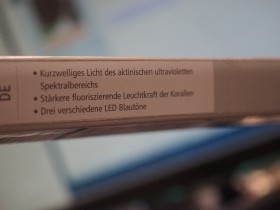 DE
• Kurzwelliges Licht des aktinischen ultravioletten
Spektralbereichs
• Stärkere fluoriszierende Leuchtkraft der Korallen
• Drei verschiedene LED Blautöne